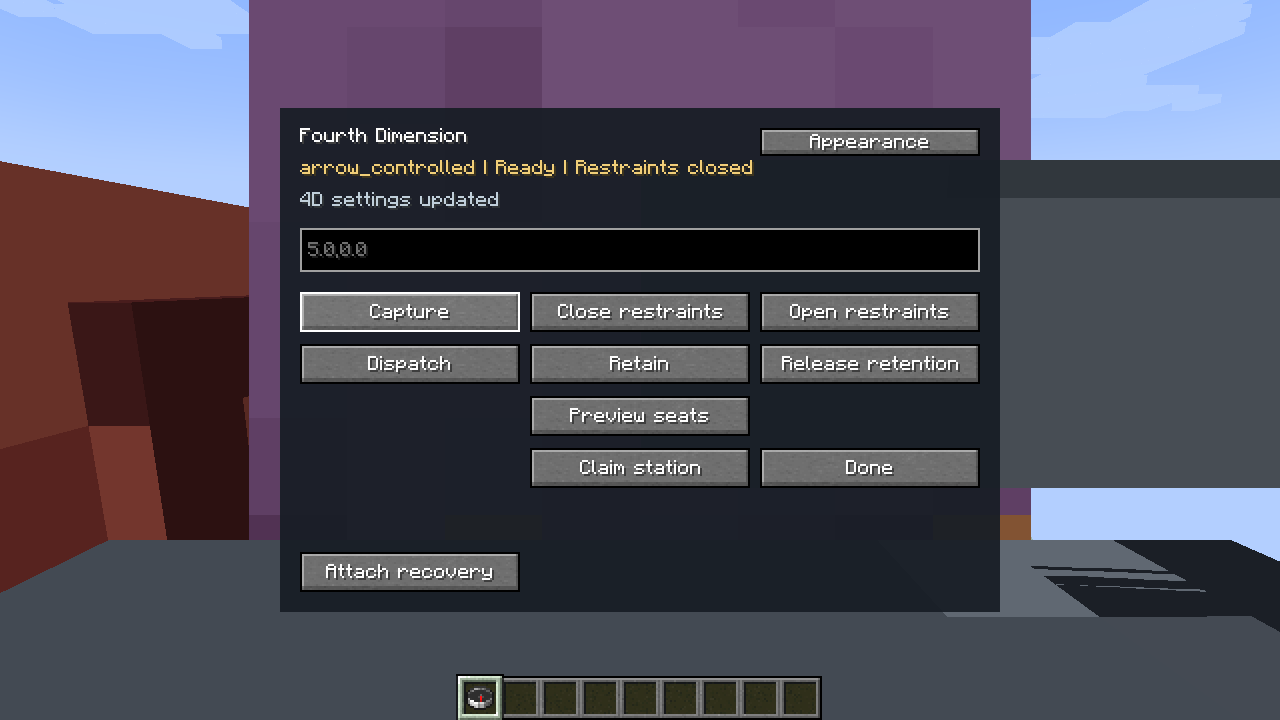 Fourth Dimension
Appearance
arrow_controlled | Ready | Restraints closed
4D settings updated
5.0,0.0
Capture
Close restraints
Open restraints
Dispatch
Retain
Release retention
Preview seats
Claim station
Done
Attach recovery